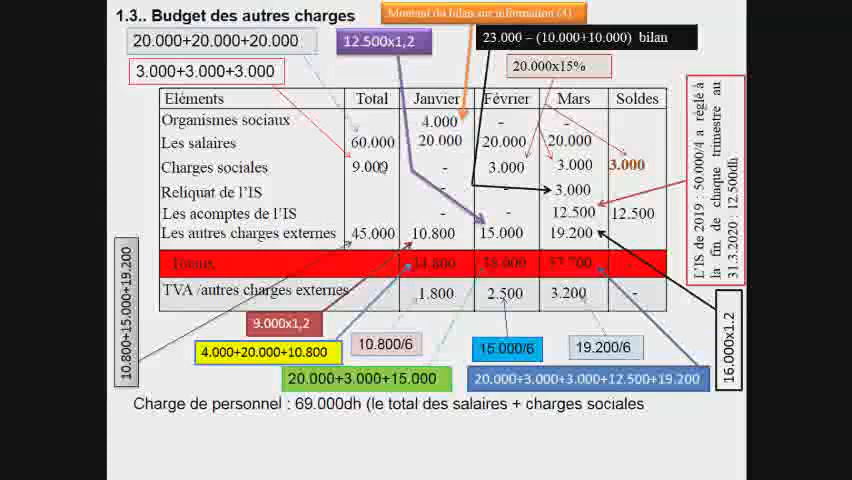 1.3.. Budget des autres charges
Montant du bilan sur information (4)
20.000+20.000+20.000
12.500x1,2
23.000 – (10.000+10.000) bilan
3.000+3.000+3.000
20.000x15%
Eléments Total Janvier Février Mars Soldes
Organismes sociaux 4.000 - -
Les salaires 60.000 20.000 20.000 20.000
Charges sociales 9.000 - 3.000 3.000 3.000
Reliquat de l'IS - 3.000
Les acomptes de l'IS - - 12.500 12.500
Les autres charges externes 45.000 10.800 15.000 19.200
Totaux 34.800 38.000 57.700 -
TVA /autres charges externes 1.800 2.500 3.200 -
L'IS de 2019 : 50.000/4 a réglé à
la fin de chaque trimestre au
31.3.2020 : 12.500dh
10.800+15.000+19.200
16.000x1.2
9.000x1,2
4.000+20.000+10.800
10.800/6
15.000/6
19.200/6
20.000+3.000+15.000
20.000+3.000+3.000+12.500+19.200
Charge de personnel : 69.000dh (le total des salaires + charges sociales